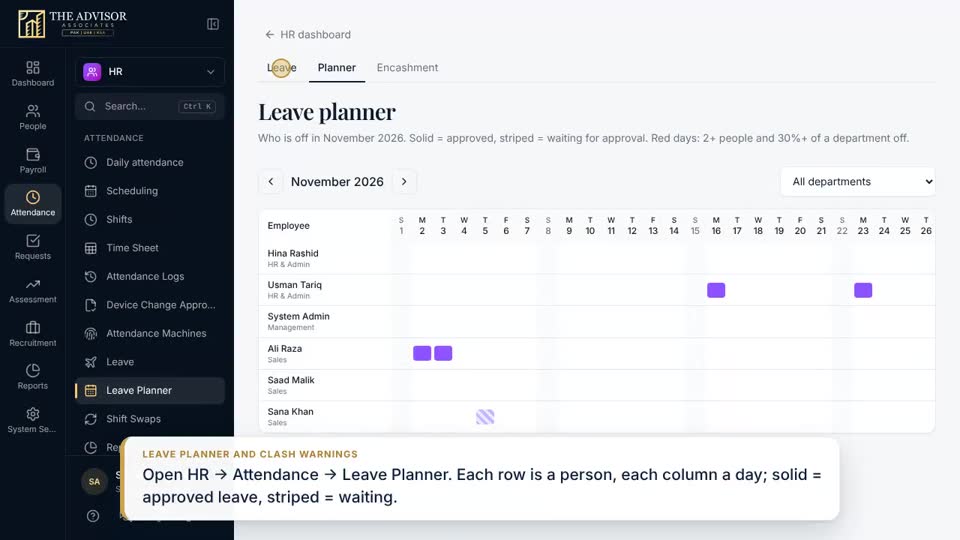 THE ADVISOR
ASSOCIATES
PAK | UAE | KSA
Dashboard
People
Payroll
Attendance
Requests
Assessment
Recruitment
Reports
System Se...
HR
Search...
Ctrl K
ATTENDANCE
Daily attendance
Scheduling
Shifts
Time Sheet
Attendance Logs
Device Change Appro...
Attendance Machines
Leave
Leave Planner
Shift Swaps
SA
← HR dashboard
Leave
Planner
Encashment
Leave planner
Who is off in November 2026. Solid = approved, striped = waiting for approval. Red days: 2+ people and 30%+ of a department off.
November 2026
All departments
Employee
S M T W T F S S M T W T F S S M T W T F S S M T W T
1 2 3 4 5 6 7 8 9 10 11 12 13 14 15 16 17 18 19 20 21 22 23 24 25 26
Hina Rashid
HR & Admin
Usman Tariq
HR & Admin
System Admin
Management
Ali Raza
Sales
Saad Malik
Sales
Sana Khan
Sales
LEAVE PLANNER AND CLASH WARNINGS
Open HR → Attendance → Leave Planner. Each row is a person, each column a day; solid =
approved leave, striped = waiting.